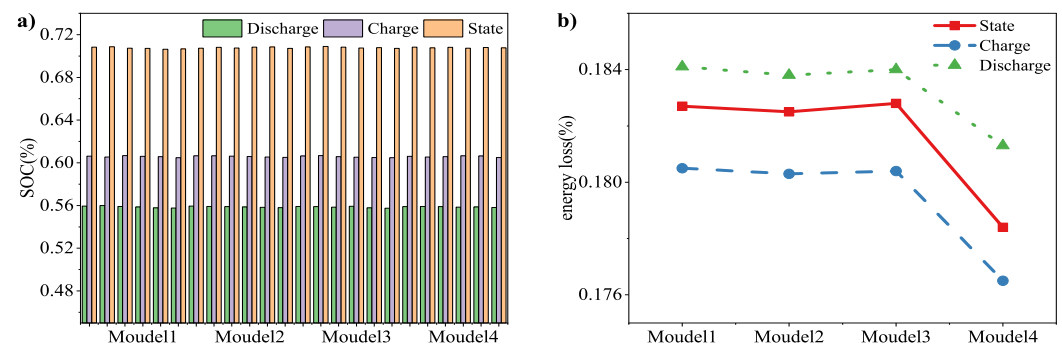 a)
Discharge Charge State
SOC(%)
0.72
0.68
0.64
0.60
0.56
0.52
0.48
Moudel1 Moudel2 Moudel3 Moudel4
b)
State
Charge
Discharge
energy loss(%)
0.184
0.180
0.176
Moudel1 Moudel2 Moudel3 Moudel4